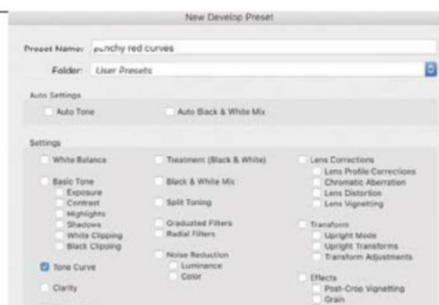 New Develop Preset
Preset Name: punchy red curves
Folder: User Presets
Auto Settings
Auto Tone
Auto Black & White Mix
Settings
White Balance
Basic Tone
Exposure
Contrast
Highlights
Shadows
White Clipping
Black Clipping
Tone Curve
Clarity
Treatment (Black & White)
Black & White Mix
Split Toning
Graduated Filters
Radial Filters
Noise Reduction
Luminance
Color
Lens Corrections
Lens Profile Corrections
Chromatic Aberration
Lens Distortion
Lens Vignetting
Transform
Upright Mode
Upright Transforms
Transform Adjustments
Effects
Post-Crop Vignetting
Grain